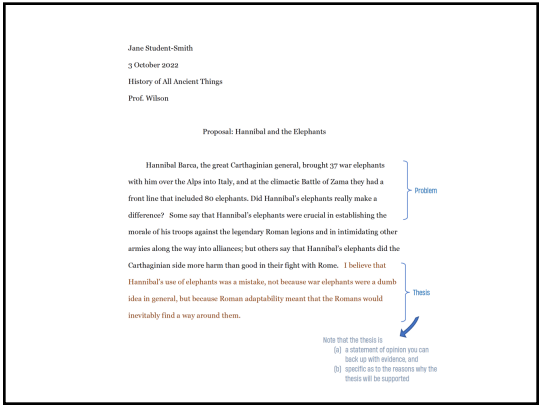 Jane Student-Smith
3 October 2022
History of All Ancient Things
Prof. Wilson
Proposal: Hannibal and the Elephants
Hannibal Barca, the great Carthaginian general, brought 37 war elephants
with him over the Alps into Italy, and at the climactic Battle of Zama they had a
front line that included 80 elephants. Did Hannibal's elephants really make a
difference? Some say that Hannibal's elephants were crucial in establishing the
morale of his troops against the legendary Roman legions and in intimidating other
armies along the way into alliances; but others say that Hannibal's elephants did the
Carthaginian side more harm than good in their fight with Rome. I believe that
Hannibal's use of elephants was a mistake, not because war elephants were a dumb
idea in general, but because Roman adaptability meant that the Romans would
inevitably find a way around them.
Problem
Thesis
Note that the thesis is
(a) a statement of opinion you can
back up with evidence, and
(b) specific as to the reasons why the
thesis will be supported